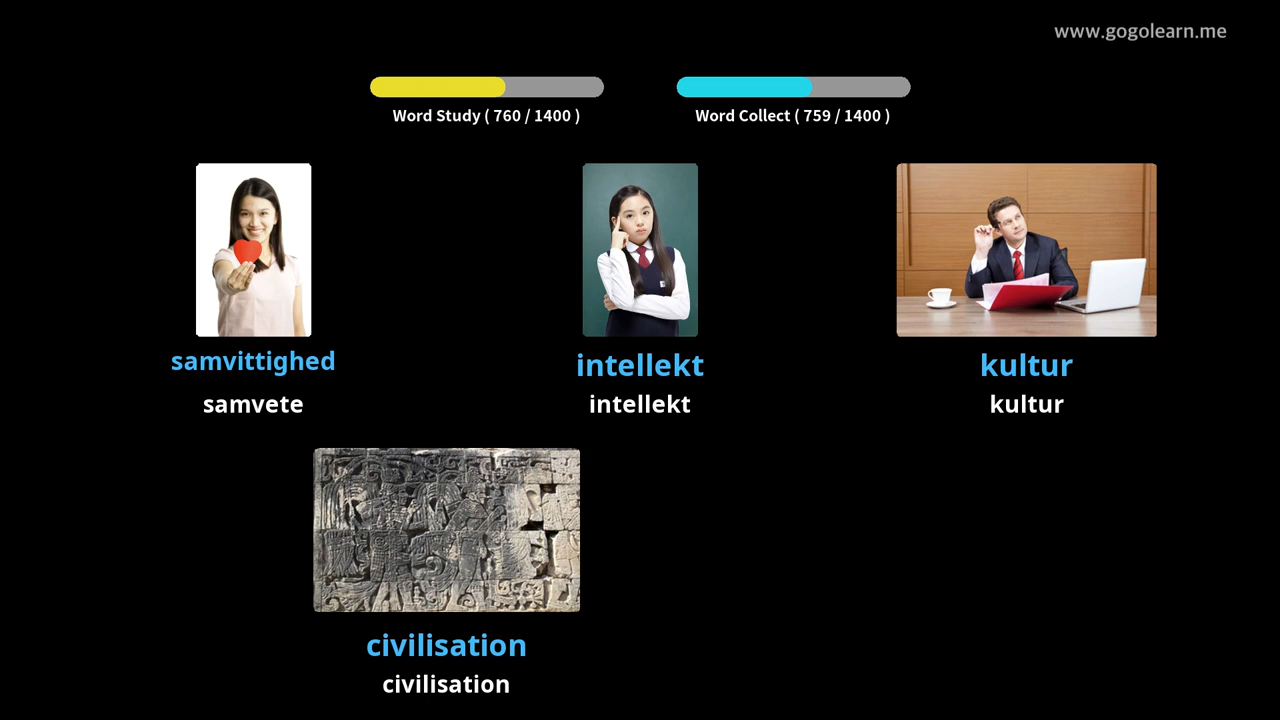 www.gogolearn.me
Word Study ( 760 / 1400 )
Word Collect ( 759 / 1400 )
samvittighed
samvete
intellekt
intellekt
kultur
kultur
civilisation
civilisation